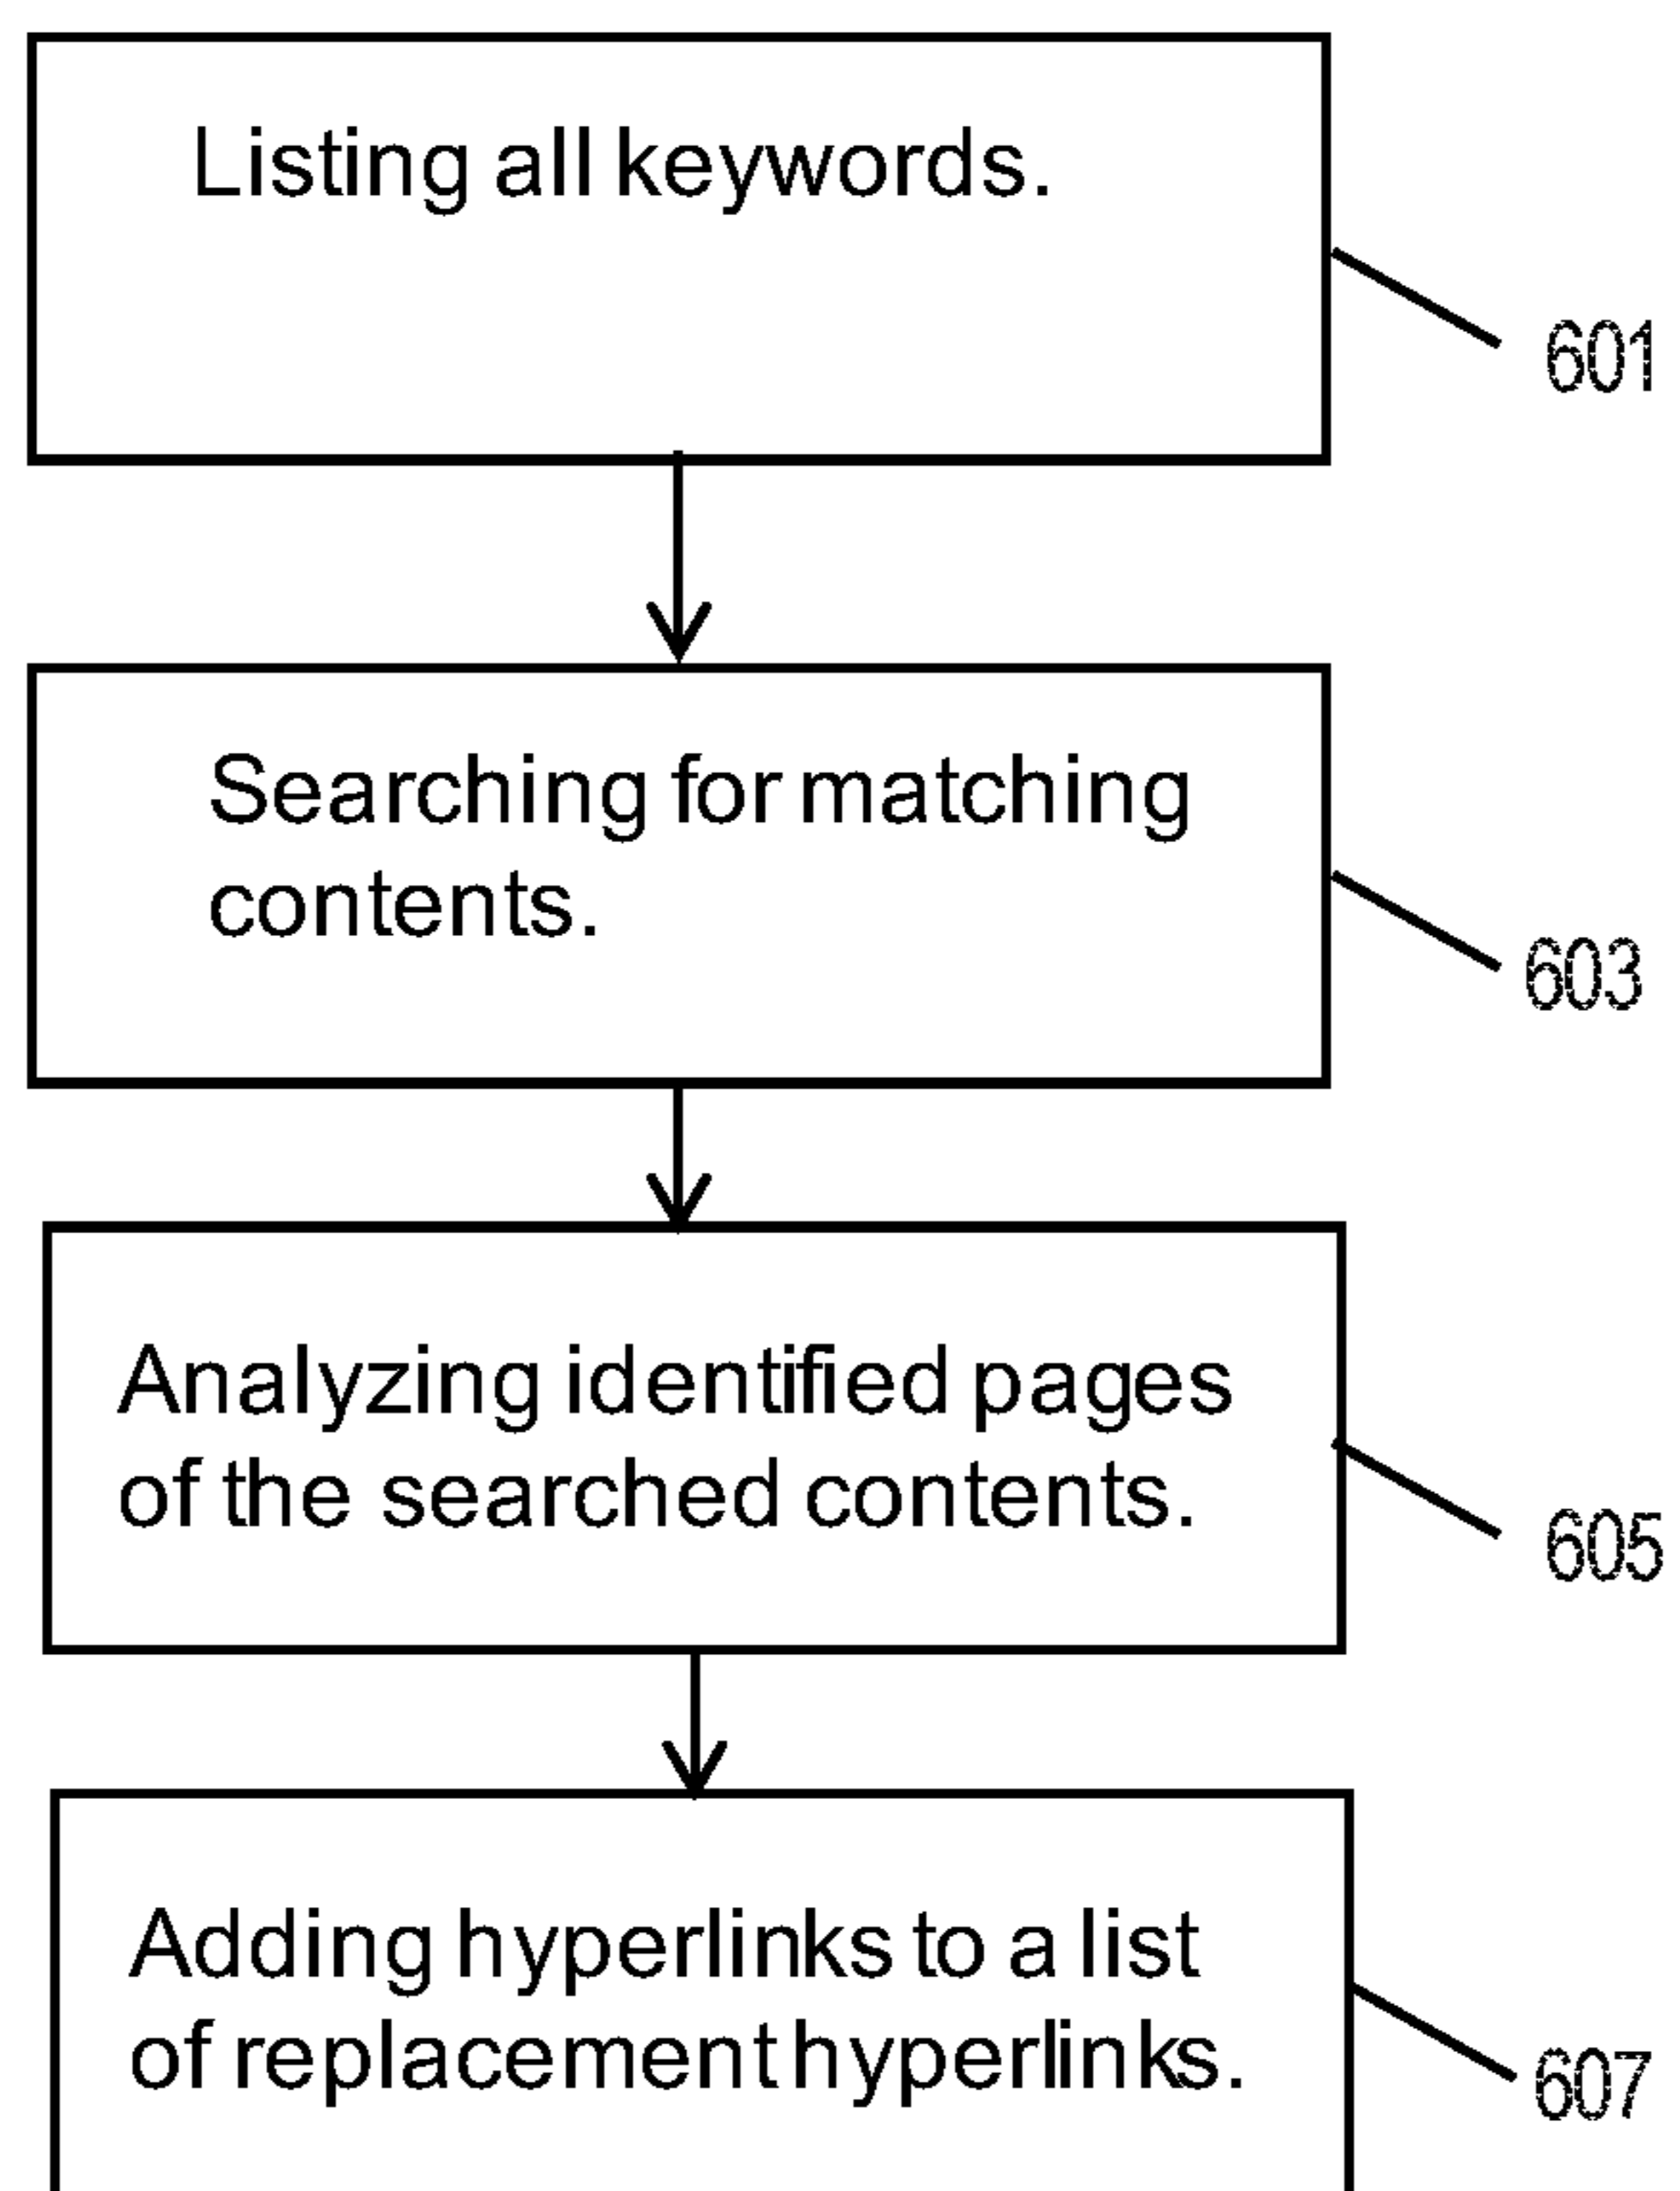 Listing all keywords.
601
Searching for matching
contents.
603
Analyzing identified pages
of the searched contents.
605
Adding hyperlinks to a list
of replacement hyperlinks.
607